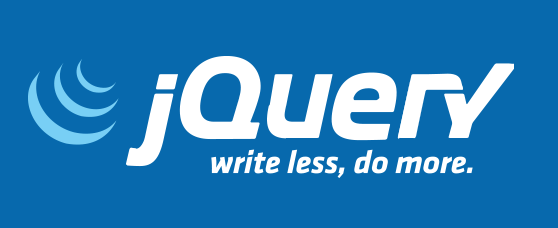 jQuery
write less, do more.